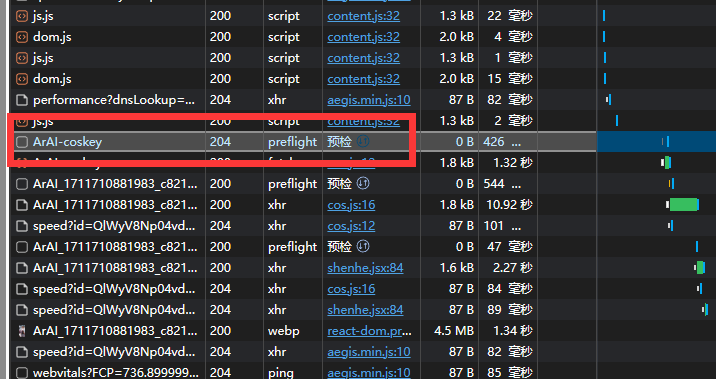 js.js 200 script content.js:32 1.3 kB 22 毫秒
dom.js 200 script content.js:32 2.0 kB 4 毫秒
js.js 200 script content.js:32 1.3 kB 1 毫秒
dom.js 200 script content.js:32 2.0 kB 15 毫秒
performance?dnsLookup=... 204 xhr aegis.min.js:10 87 B 82 毫秒
js.js 200 script content.js:32 1.3 kB 2 毫秒
ArAI-coskey 204 preflight 预检 0 B 426 ...
1.8 kB 1.32 秒
ArAI_1711710881983_c821... 200 preflight 预检 0 B 544 ...
ArAI_1711710881983_c821... 200 xhr cos.js:16 1.8 kB 10.92 秒
speed?id=QlWyV8Np04vd... 204 xhr cos.js:12 87 B 101 ...
ArAI_1711710881983_c821... 200 preflight 预检 0 B 47 毫秒
ArAI_1711710881983_c821... 200 xhr shenhe.jsx:84 1.6 kB 2.27 秒
speed?id=QlWyV8Np04vd... 204 xhr cos.js:16 87 B 84 毫秒
speed?id=QlWyV8Np04vd... 204 xhr shenhe.jsx:84 87 B 89 毫秒
ArAI_1711710881983_c821... 200 webp react-dom.pr... 4.5 MB 1.34 秒
speed?id=QlWyV8Np04vd... 204 xhr aegis.min.js:10 87 B 82 毫秒
webvitals?FCP=736.899999... 204 ping aegis.min.js:10 87 B 85 毫秒